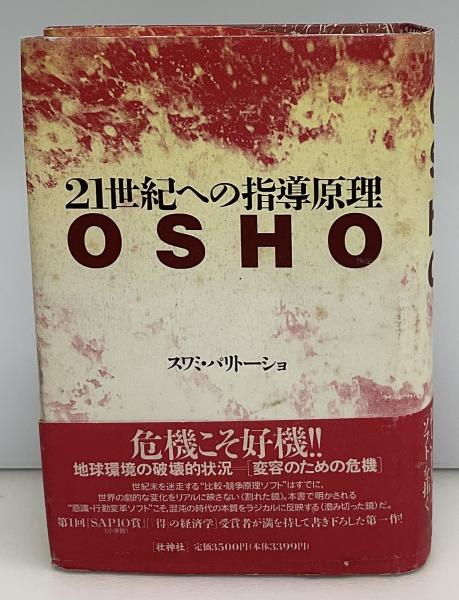 21世紀への指導原理
OSHO
スワミ・パリトーショ
危機こそ好機!!
地球環境の破壊的状況―[変容のための危機]
世紀末を迷走する“比較・競争原理ソフト”はすでに、
世界の劇的な変化をリアルに映さない〈割れた鏡〉。本書で明かされる
“意識・行動変革ソフト”こそ、混沌の時代の本質をラジカルに反映する〈澄み切った鏡〉だ。
第1回『SAPIO賞』『「得」の経済学』受賞者が満を持して書き下ろした第一作!
(小学館)
[壮神社] 定価3500円(本体3399円)
OSHO